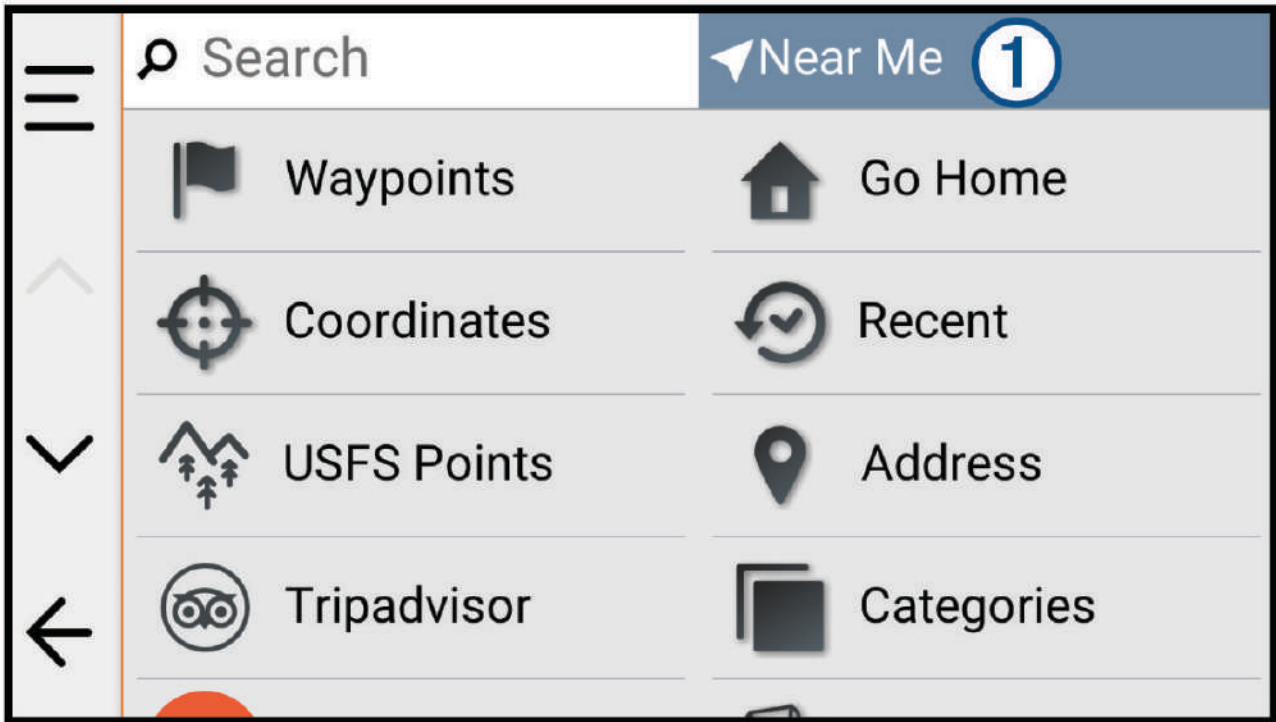 Search
Near Me 1
Waypoints
Go Home
Coordinates
Recent
USFS Points
Address
Tripadvisor
Categories